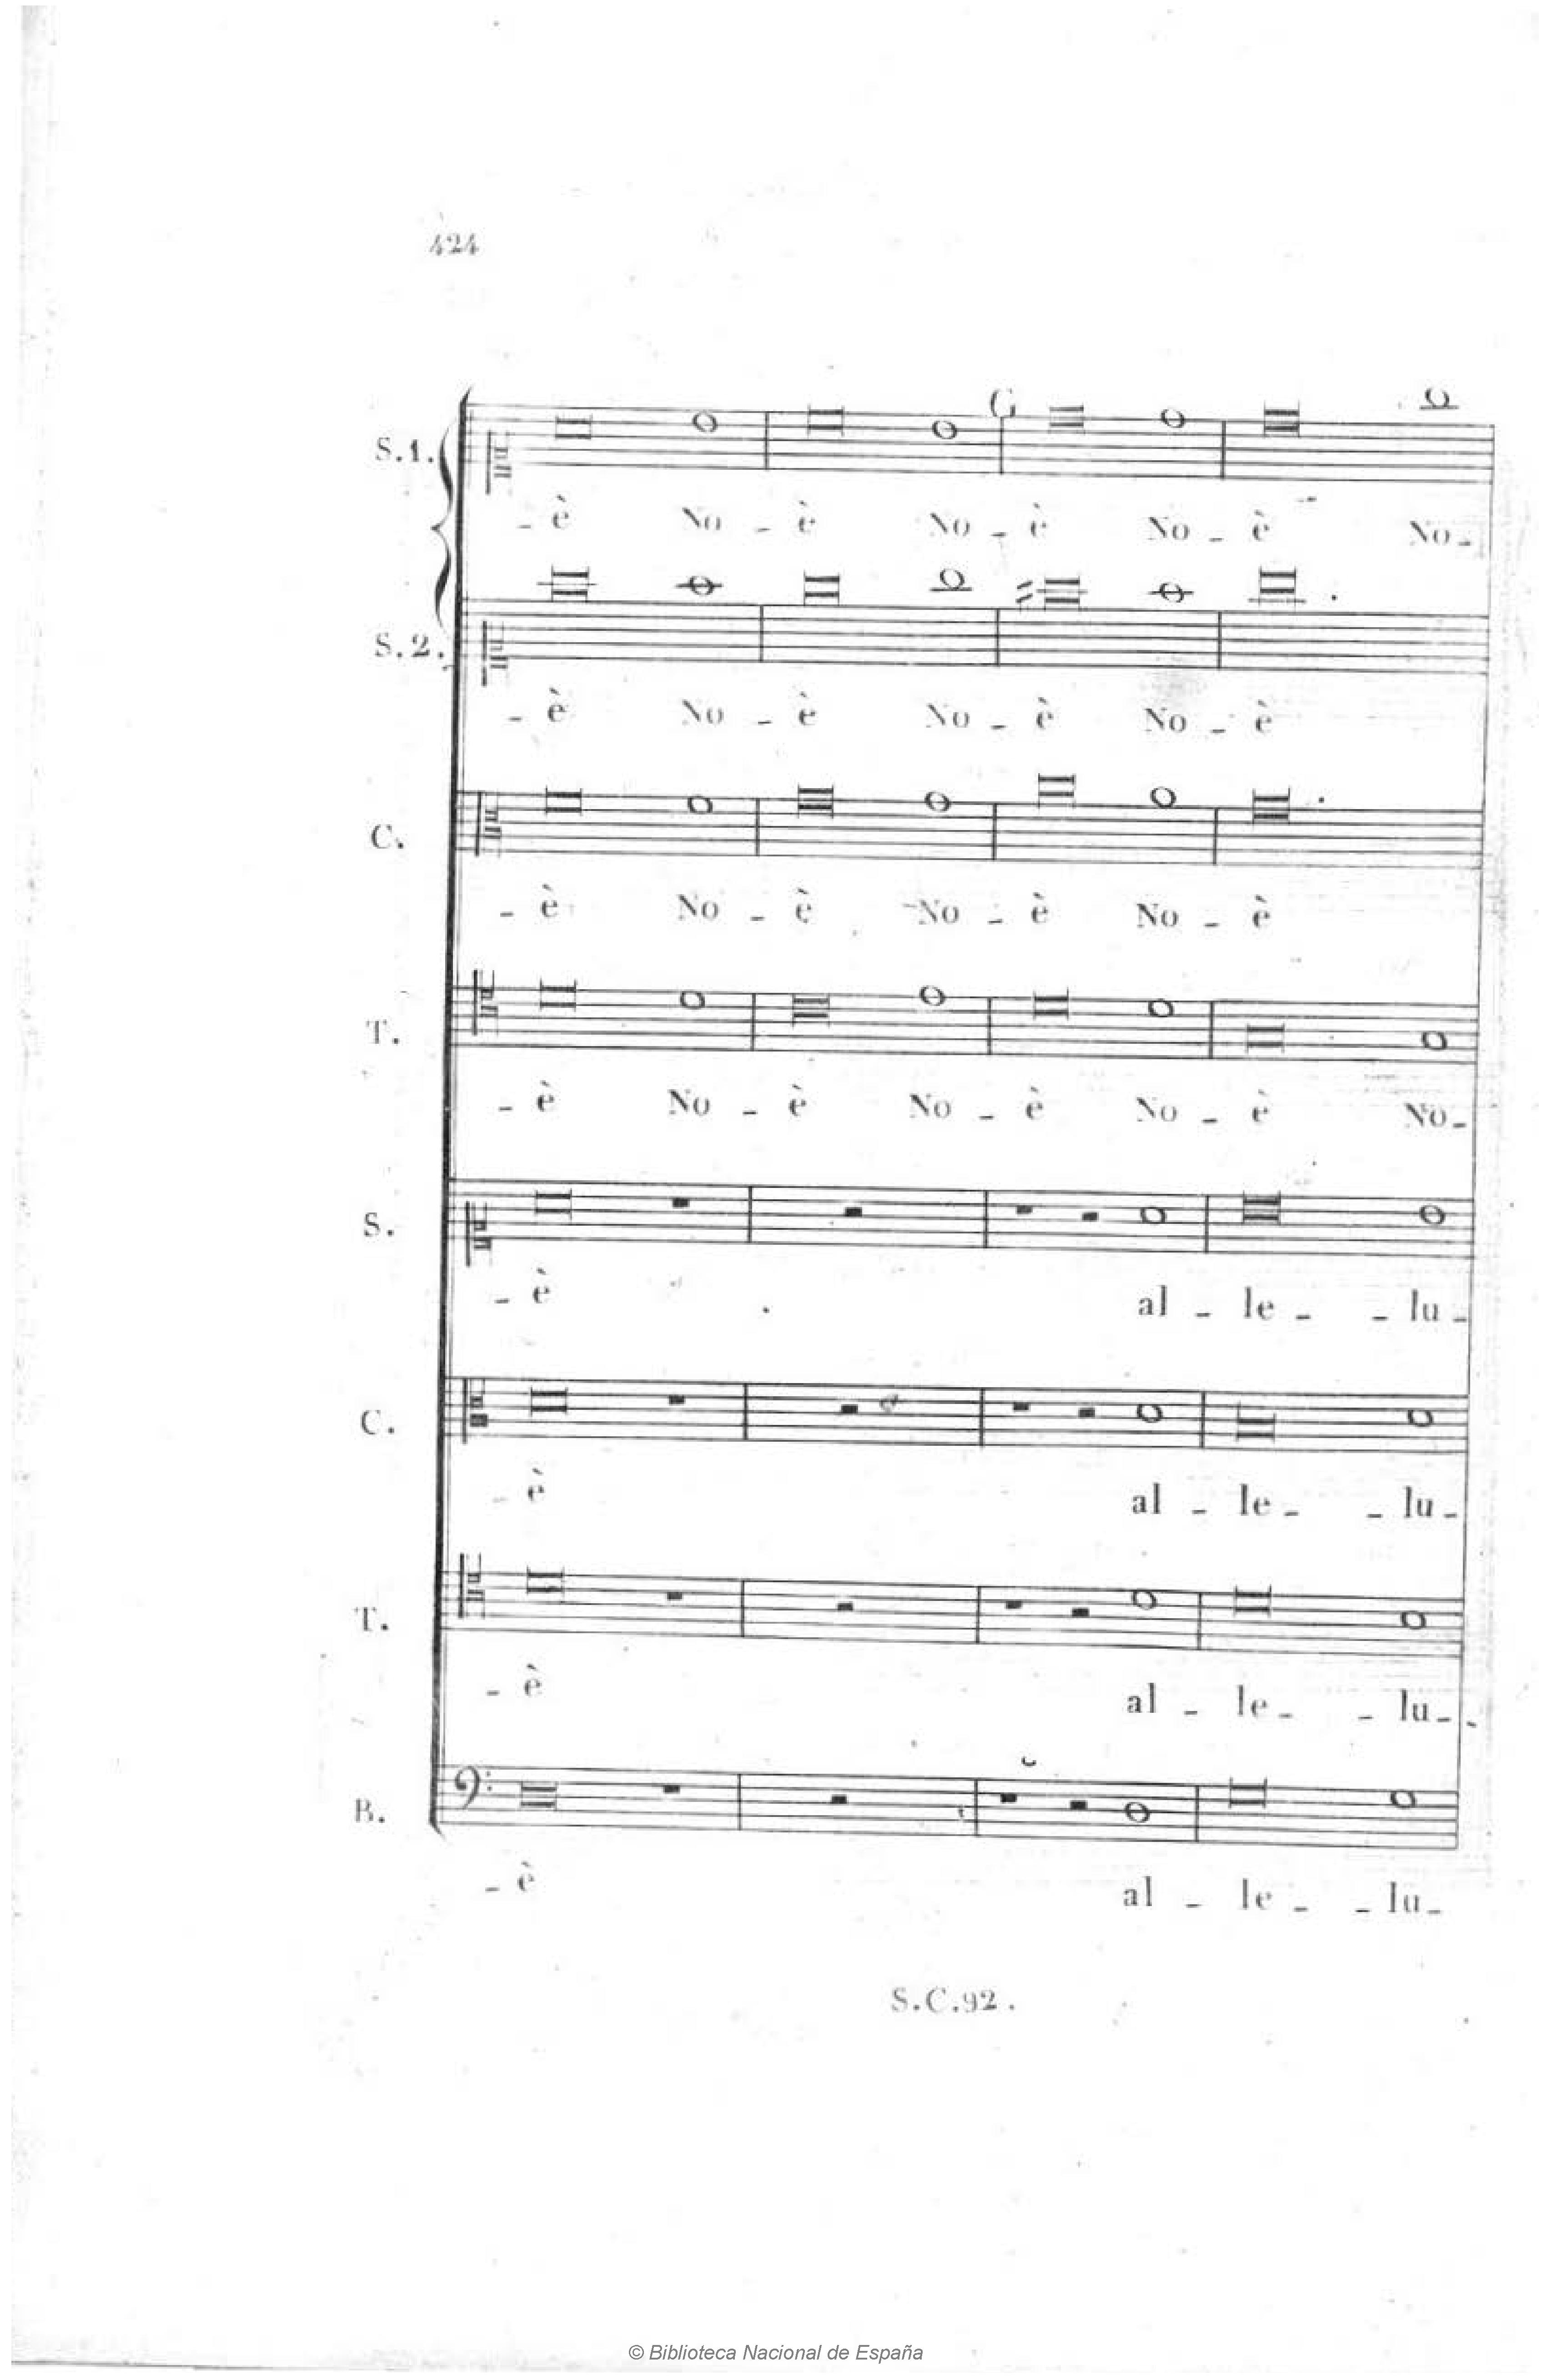 424
G
S.1.
- è No - è No - è No - è No -
S.2.
- è No - è No - è No - è
C.
- è No - è No - è No - è
T.
- è No - è No - è No - è No -
S.
- è al - le - - lu -
C.
- è al - le - - lu -
T.
- è al - le - - lu -
B.
- è al - le - - lu -
S.C.92.
© Biblioteca Nacional de España